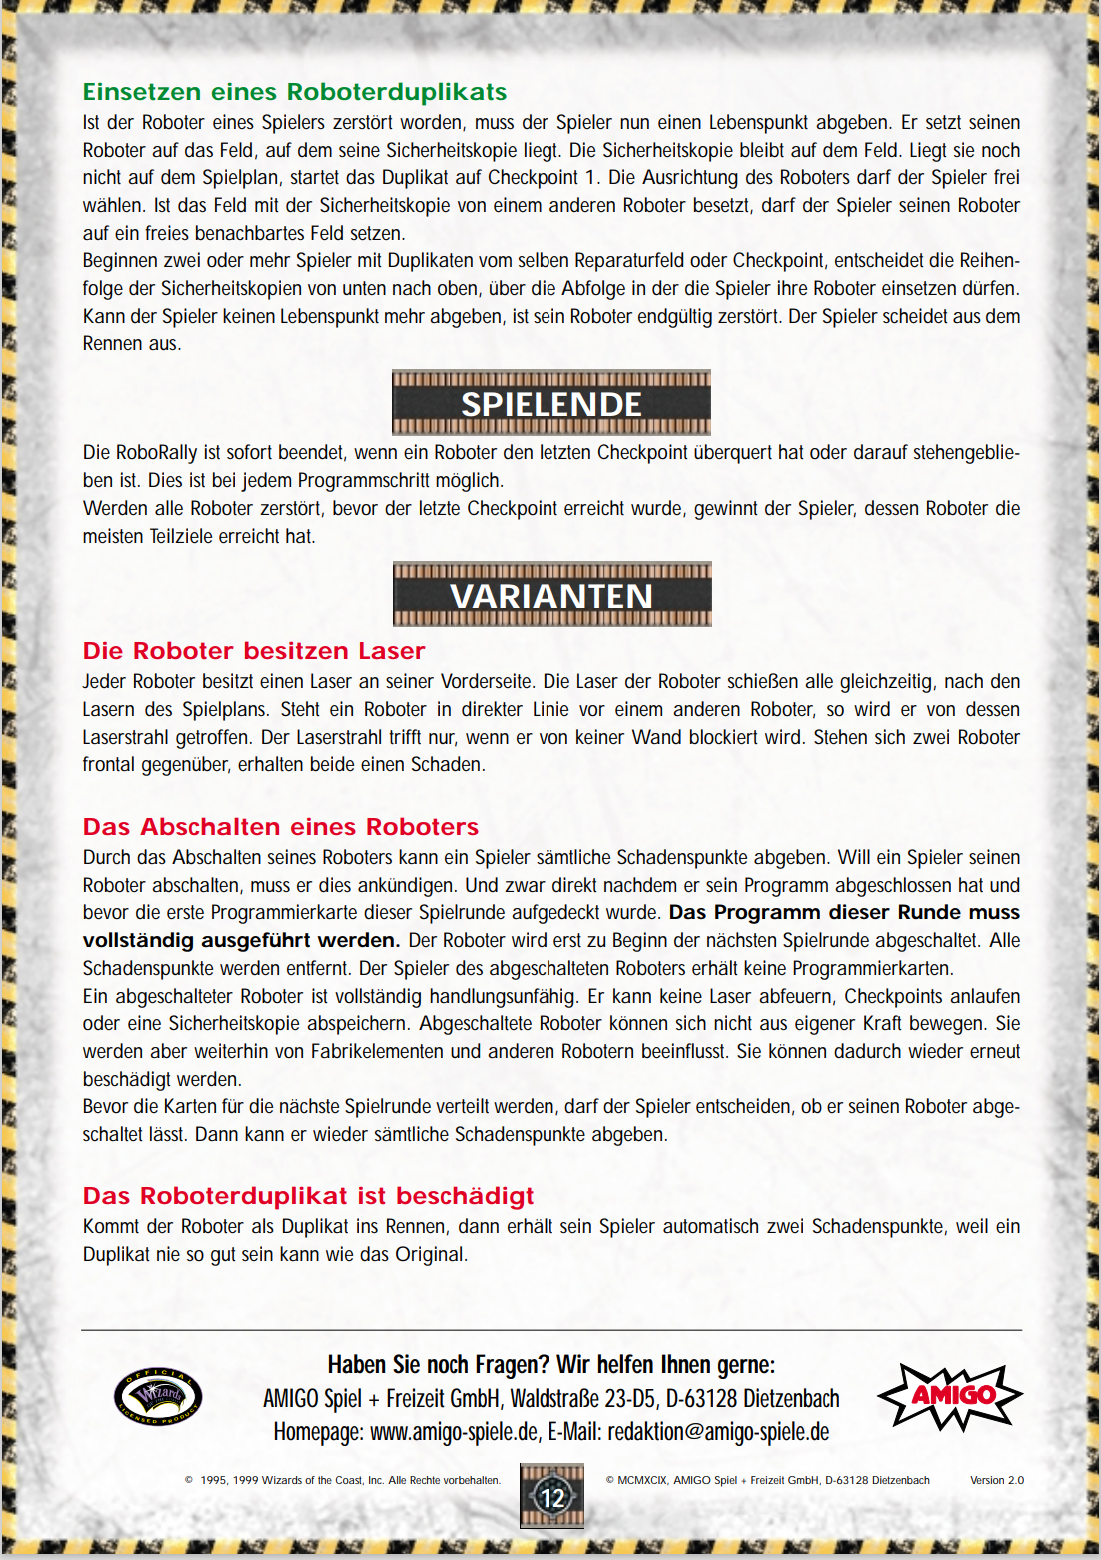 Einsetzen eines Roboterduplikats
Ist der Roboter eines Spielers zerstört worden, muss der Spieler nun einen Lebenspunkt abgeben. Er setzt seinen
Roboter auf das Feld, auf dem seine Sicherheitskopie liegt. Die Sicherheitskopie bleibt auf dem Feld. Liegt sie noch
nicht auf dem Spielplan, startet das Duplikat auf Checkpoint 1. Die Ausrichtung des Roboters darf der Spieler frei
wählen. Ist das Feld mit der Sicherheitskopie von einem anderen Roboter besetzt, darf der Spieler seinen Roboter
auf ein freies benachbartes Feld setzen.
Beginnen zwei oder mehr Spieler mit Duplikaten vom selben Reparaturfeld oder Checkpoint, entscheidet die Reihen-
folge der Sicherheitskopien von unten nach oben, über die Abfolge in der die Spieler ihre Roboter einsetzen dürfen.
Kann der Spieler keinen Lebenspunkt mehr abgeben, ist sein Roboter endgültig zerstört. Der Spieler scheidet aus dem
Rennen aus.
SPIELENDE
Die RoboRally ist sofort beendet, wenn ein Roboter den letzten Checkpoint überquert hat oder darauf stehengeblie-
ben ist. Dies ist bei jedem Programmschritt möglich.
Werden alle Roboter zerstört, bevor der letzte Checkpoint erreicht wurde, gewinnt der Spieler, dessen Roboter die
meisten Teilziele erreicht hat.
VARIANTEN
Die Roboter besitzen Laser
Jeder Roboter besitzt einen Laser an seiner Vorderseite. Die Laser der Roboter schießen alle gleichzeitig, nach den
Lasern des Spielplans. Steht ein Roboter in direkter Linie vor einem anderen Roboter, so wird er von dessen
Laserstrahl getroffen. Der Laserstrahl trifft nur, wenn er von keiner Wand blockiert wird. Stehen sich zwei Roboter
frontal gegenüber, erhalten beide einen Schaden.
Das Abschalten eines Roboters
Durch das Abschalten seines Roboters kann ein Spieler sämtliche Schadenspunkte abgeben. Will ein Spieler seinen
Roboter abschalten, muss er dies ankündigen. Und zwar direkt nachdem er sein Programm abgeschlossen hat und
bevor die erste Programmierkarte dieser Spielrunde aufgedeckt wurde. Das Programm dieser Runde muss
vollständig ausgeführt werden. Der Roboter wird erst zu Beginn der nächsten Spielrunde abgeschaltet. Alle
Schadenspunkte werden entfernt. Der Spieler des abgeschalteten Roboters erhält keine Programmierkarten.
Ein abgeschalteter Roboter ist vollständig handlungsunfähig. Er kann keine Laser abfeuern, Checkpoints anlaufen
oder eine Sicherheitskopie abspeichern. Abgeschaltete Roboter können sich nicht aus eigener Kraft bewegen. Sie
werden aber weiterhin von Fabrikelementen und anderen Robotern beeinflusst. Sie können dadurch wieder erneut
beschädigt werden.
Bevor die Karten für die nächste Spielrunde verteilt werden, darf der Spieler entscheiden, ob er seinen Roboter abge-
schaltet lässt. Dann kann er wieder sämtliche Schadenspunkte abgeben.
Das Roboterduplikat ist beschädigt
Kommt der Roboter als Duplikat ins Rennen, dann erhält sein Spieler automatisch zwei Schadenspunkte, weil ein
Duplikat nie so gut sein kann wie das Original.
Haben Sie noch Fragen? Wir helfen Ihnen gerne:
AMIGO Spiel + Freizeit GmbH, Waldstraße 23-D5, D-63128 Dietzenbach
Homepage: www.amigo-spiele.de, E-Mail: redaktion@amigo-spiele.de
OFFICIAL
Wizards
LICENSED PRODUCT
AMIGO
© 1995, 1999 Wizards of the Coast, Inc. Alle Rechte vorbehalten.
12
© MCMXCIX, AMIGO Spiel + Freizeit GmbH, D-63128 Dietzenbach
Version 2.0